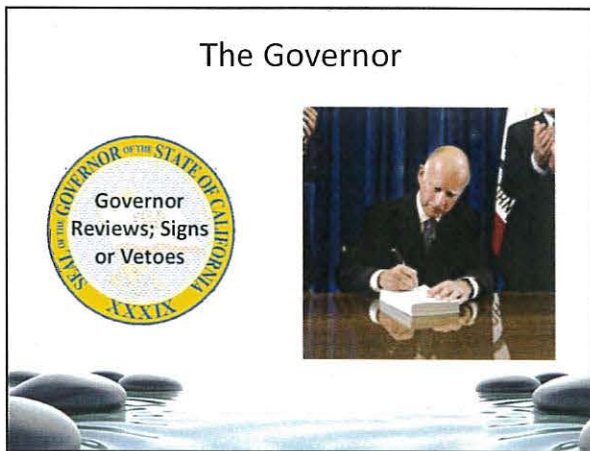 The Governor
SEAL OF THE GOVERNOR OF THE STATE OF CALIFORNIA
Governor
Reviews; Signs
or Vetoes
XXXIX